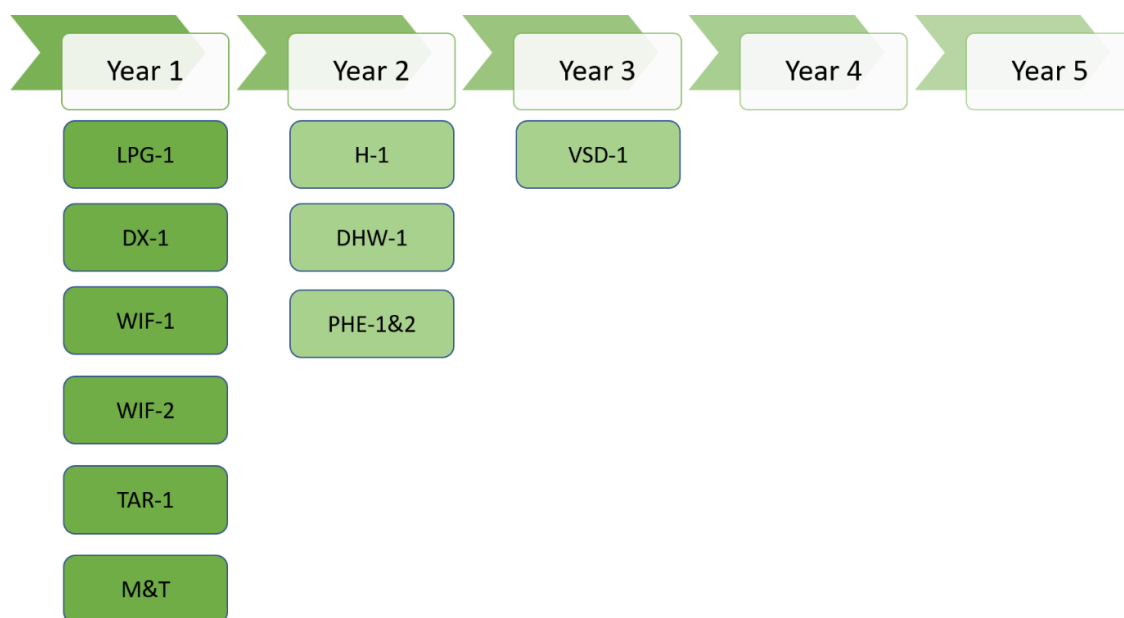 Year 1
Year 2
Year 3
Year 4
Year 5
LPG-1
H-1
VSD-1
DX-1
DHW-1
WIF-1
PHE-1&2
WIF-2
TAR-1
M&T